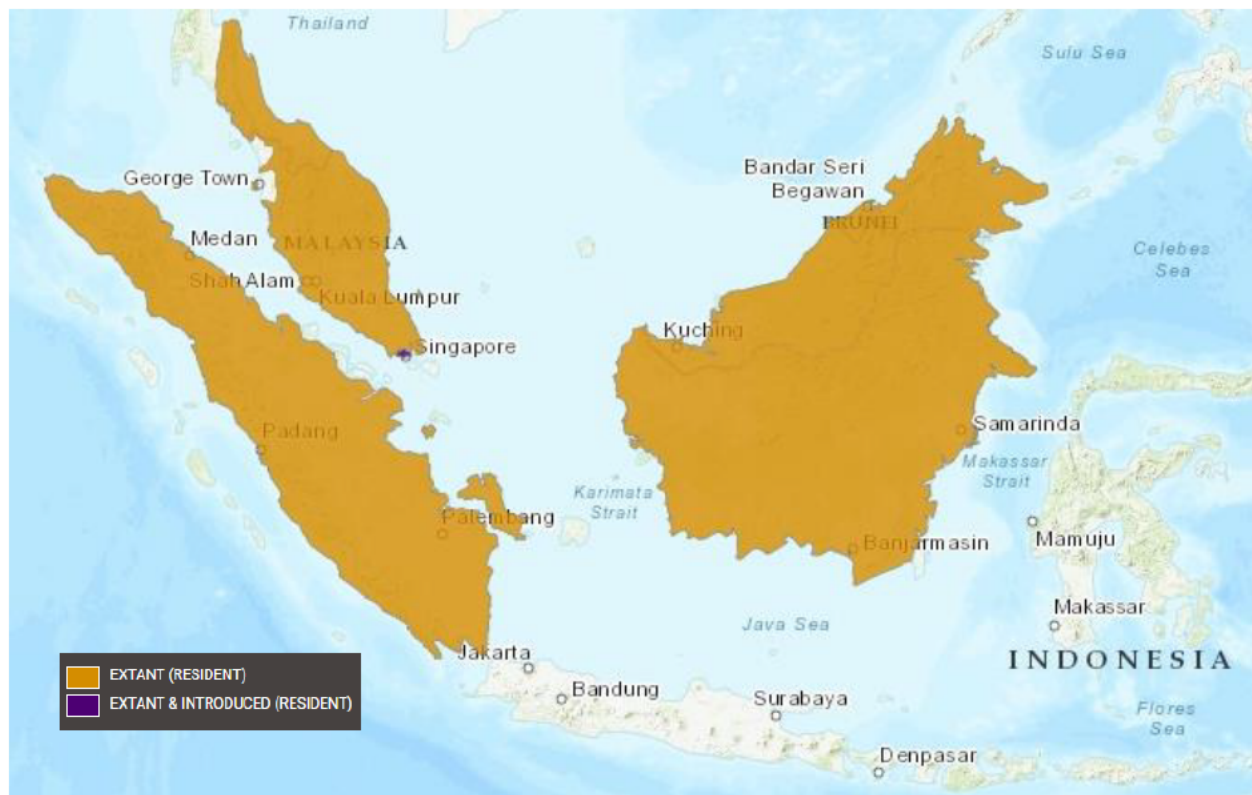 Thailand
Sulu Sea
Bandar Seri
Begawan
George Town
BRUNEI
Medan
MALAYSIA
Celebes
Sea
Shah Alam
Kuala Lumpur
Kuching
Singapore
Padang
Samarinda
Makassar
Strait
Karimata
Strait
Palembang
Banjarmasin
Mamuju
Makassar
Java Sea
INDONESIA
Jakarta
EXTANT (RESIDENT)
EXTANT & INTRODUCED (RESIDENT)
Bandung
Surabaya
Flores
Sea
Denpasar